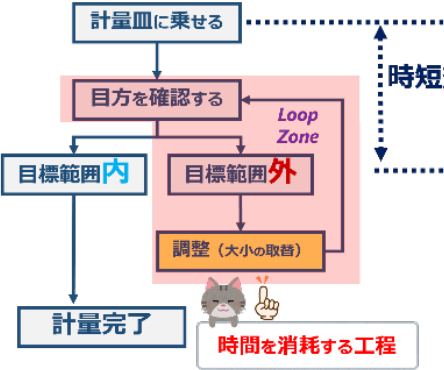 計量皿に乗せる
時短
目方を確認する
Loop
Zone
目標範囲内
目標範囲外
調整（大小の取替）
計量完了
時間を消耗する工程